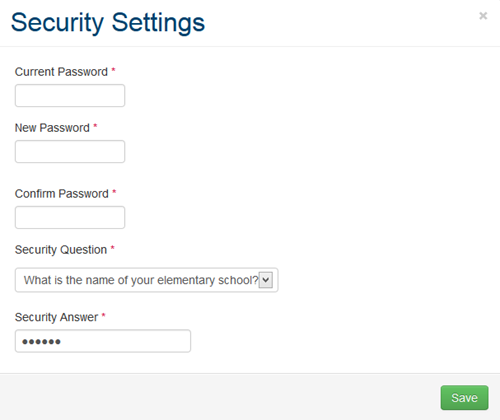 Security Settings ×
Current Password *
New Password *
Confirm Password *
Security Question *
What is the name of your elementary school?
Security Answer *
●●●●●●
Save